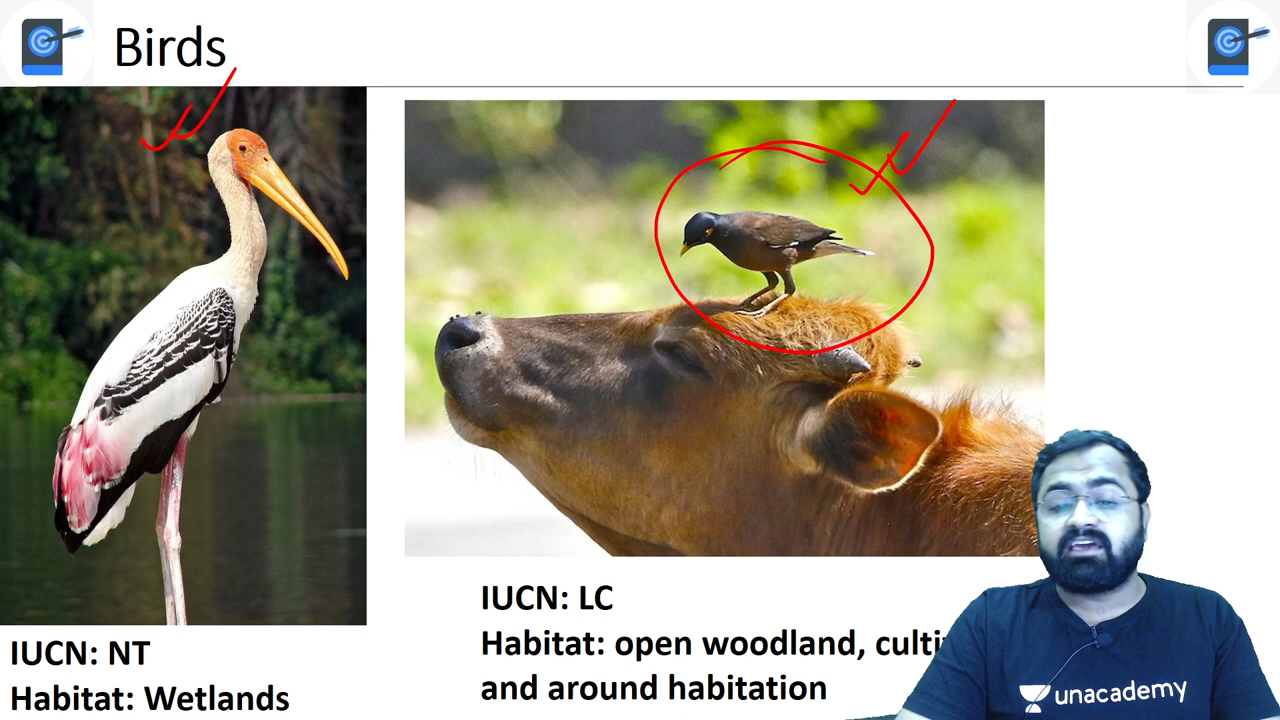 Birds
IUCN: NT
Habitat: Wetlands
IUCN: LC
Habitat: open woodland, culti
and around habitation
unacademy